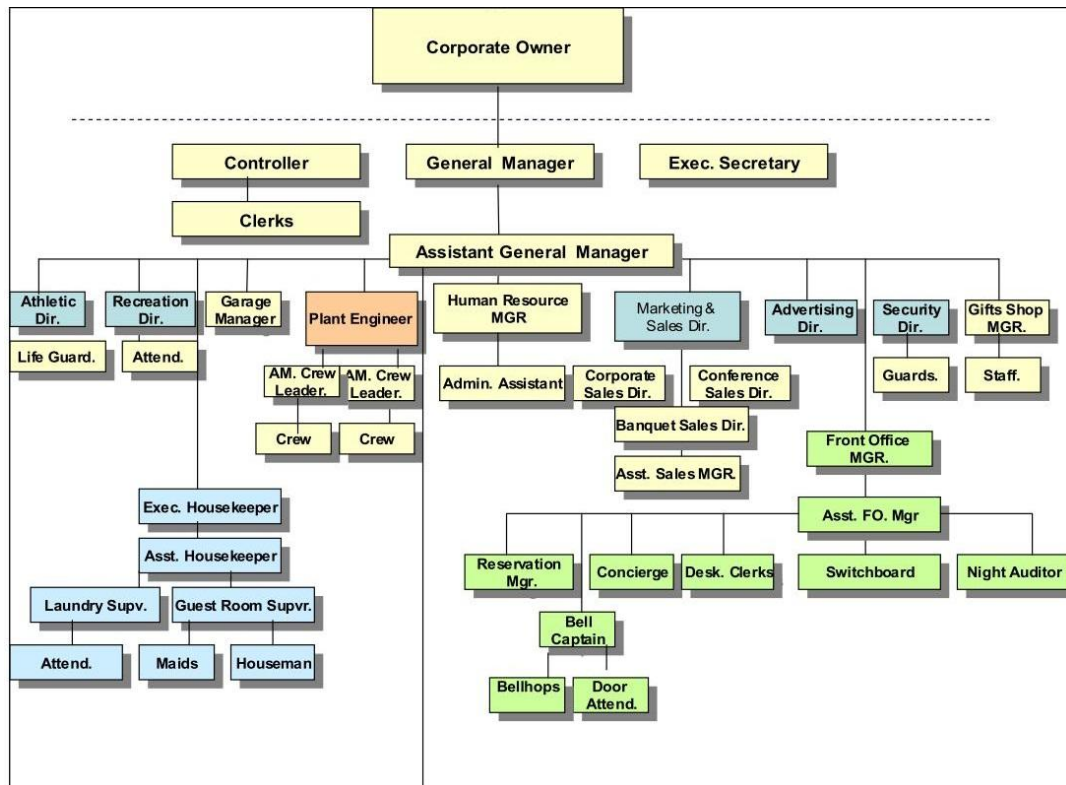 Corporate Owner
Controller
General Manager
Exec. Secretary
Clerks
Assistant General Manager
Athletic
Dir.
Recreation
Dir.
Garage
Manager
Plant Engineer
Human Resource
MGR
Marketing &
Sales Dir.
Advertising
Dir.
Security
Dir.
Gifts Shop
MGR.
Life Guard.
Attend.
AM. Crew
Leader.
AM. Crew
Leader.
Admin. Assistant
Corporate
Sales Dir.
Conference
Sales Dir.
Guards.
Staff.
Crew
Crew
Banquet Sales Dir.
Front Office
MGR.
Asst. Sales MGR.
Exec. Housekeeper
Asst. FO. Mgr
Asst. Housekeeper
Reservation
Mgr.
Concierge
Desk. Clerks
Switchboard
Night Auditor
Laundry Supv.
Guest Room Supvr.
Bell
Captain
Attend.
Maids
Houseman
Bellhops
Door
Attend.